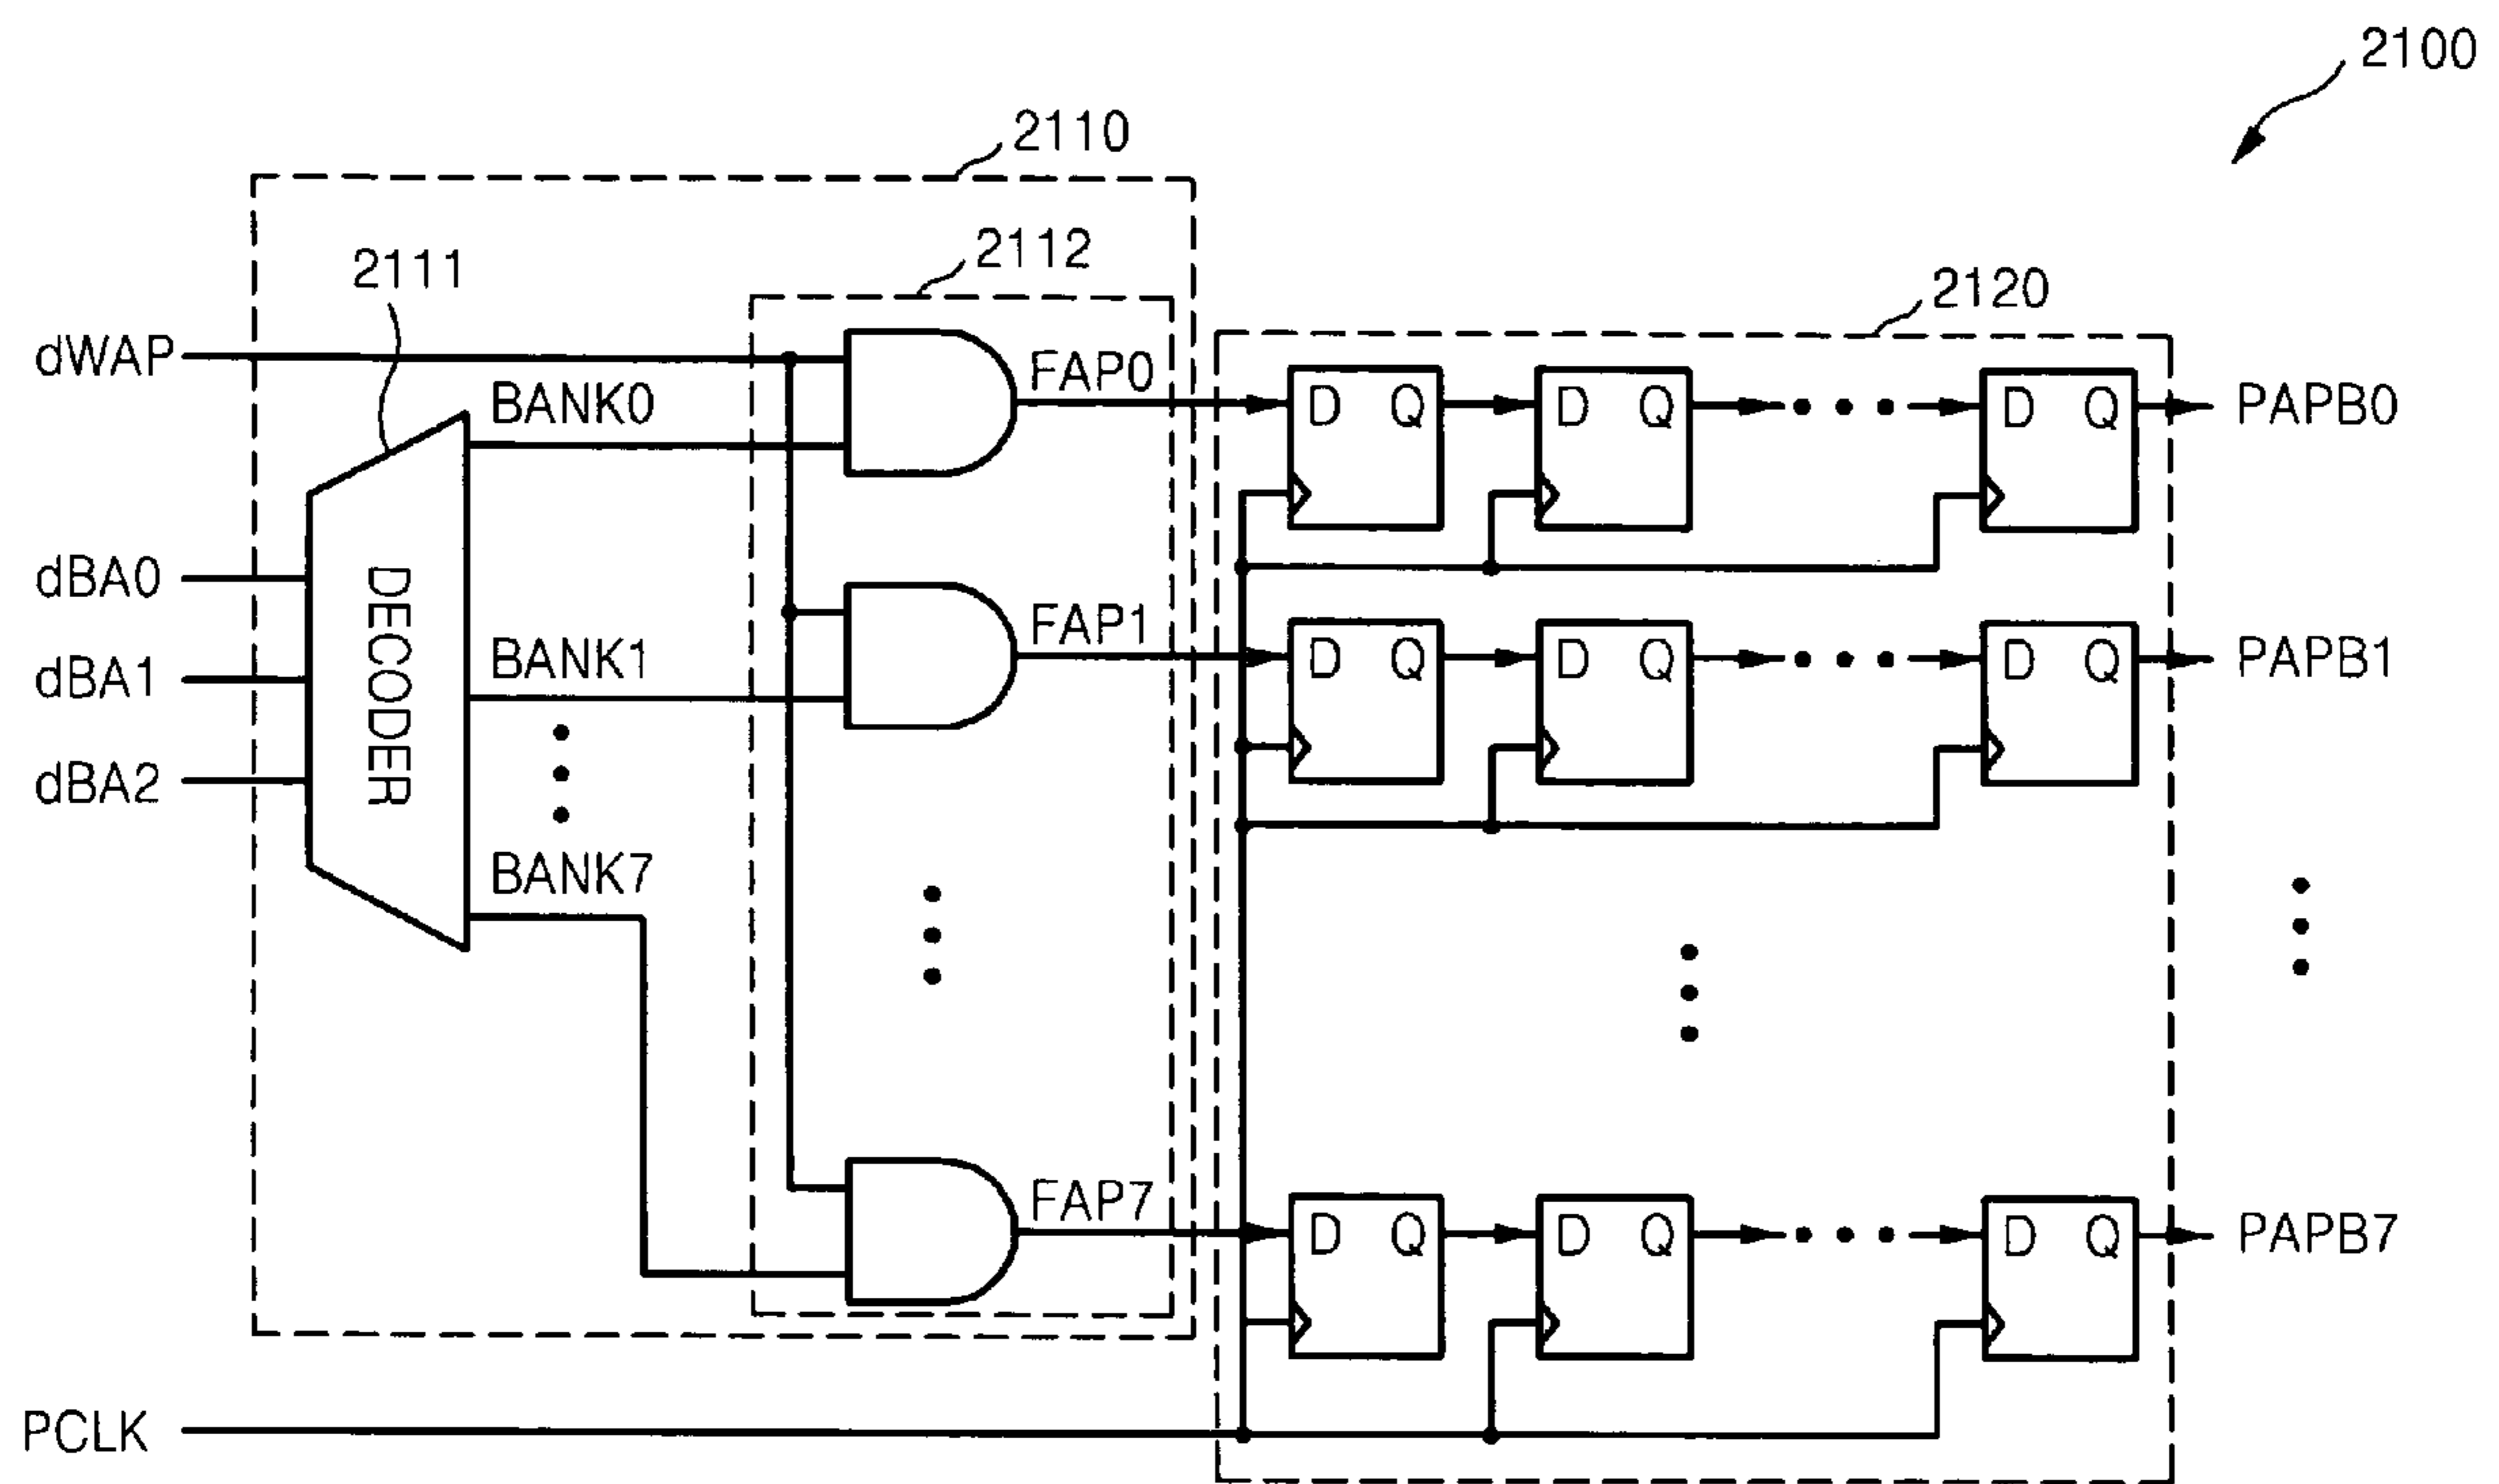 2100
2110
2112
2111
2120
dWAP
BANK0
FAP0
D Q
D Q
D Q
PAPB0
dBA0
DECODER
dBA1
BANK1
FAP1
D Q
D Q
D Q
PAPB1
dBA2
BANK7
FAP7
D Q
D Q
D Q
PAPB7
PCLK